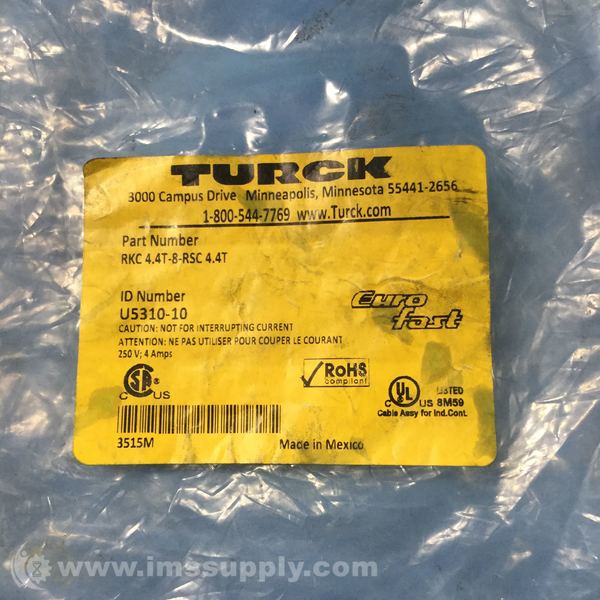 TURCK
3000 Campus Drive Minneapolis, Minnesota 55441-2656
1-800-544-7769 www.Turck.com
Part Number
RKC 4.4T-8-RSC 4.4T
ID Number
U5310-10
Euro fast
CAUTION: NOT FOR INTERRUPTING CURRENT
ATTENTION: NE PAS UTILISER POUR COUPER LE COURANT
250 V; 4 Amps
C SA US
RoHS
compliant
C UL US LISTED
8M59
Cable Assy for Ind.Cont.
3515M
Made in Mexico
www.imssupply.com